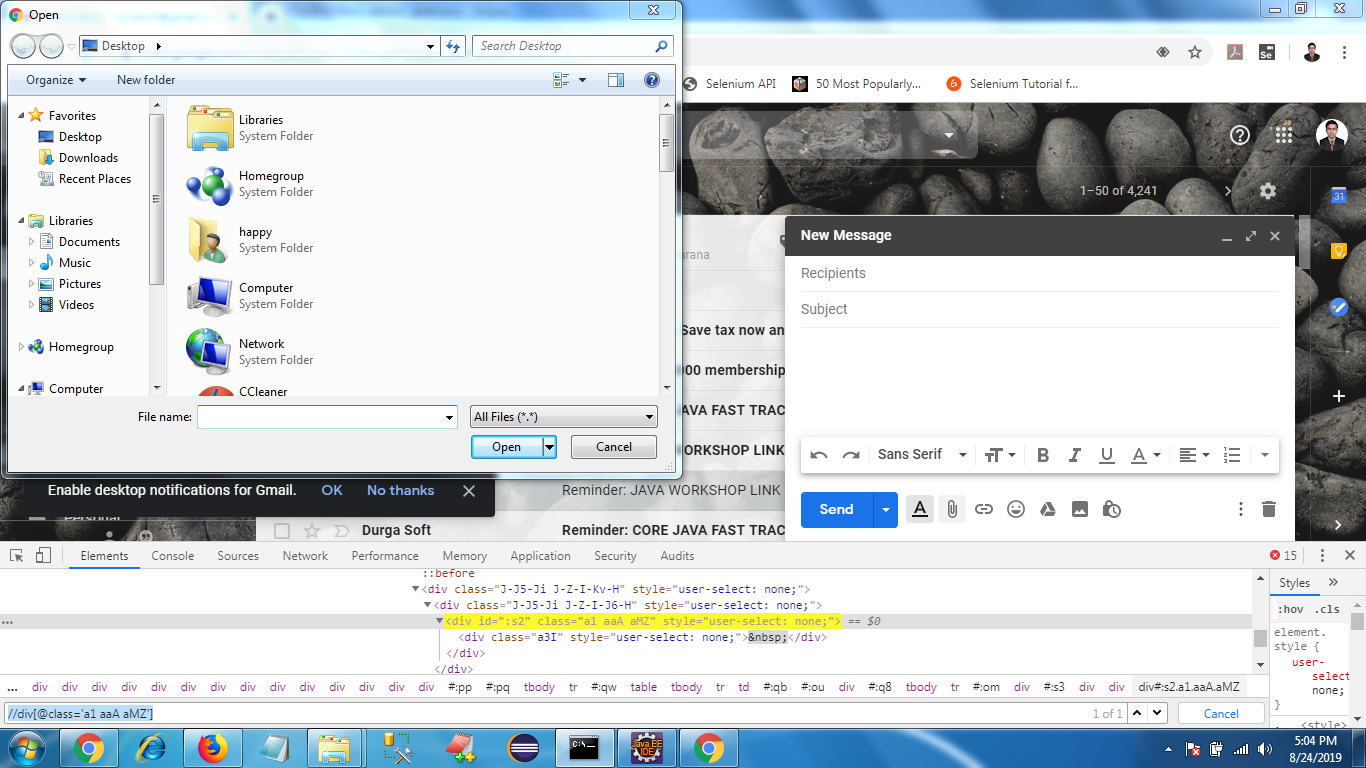 Open
Desktop
Search Desktop
Organize
New folder
Favorites
Desktop
Downloads
Recent Places
Libraries
Documents
Music
Pictures
Videos
Homegroup
Computer
Libraries
System Folder
Homegroup
System Folder
happy
System Folder
Computer
System Folder
Network
System Folder
CCleaner
File name:
All Files (*.*)
Open
Cancel
Se
Selenium API
50 Most Popularly...
Selenium Tutorial f...
1–50 of 4,241
31
arana
Save tax now an
000 membership
AVA FAST TRAC
ORKSHOP LINK
Reminder: JAVA WORKSHOP LINK
Durga Soft
Reminder: CORE JAVA FAST TRAC
New Message
Recipients
Subject
Sans Serif
Send
Enable desktop notifications for Gmail.
OK
No thanks
Personal
Elements
Console
Sources
Network
Performance
Memory
Application
Security
Audits
15
::before
<div class="J-J5-Ji J-Z-I-Kv-H" style="user-select: none;">
<div class="J-J5-Ji J-Z-I-J6-H" style="user-select: none;">
... <div id=":s2" class="a1 aaA aMZ" style="user-select: none;"> == $0
<div class="a3I" style="user-select: none;">&nbsp;</div>
</div>
</div>
Styles
:hov .cls
element.
style {
user-
select
none;
}
<style>
... div div div div div div div div div div div div div div #:pp #:pq tbody tr #:qw table tbody tr td #:qb #:ou div #:q8 tbody tr #:om div #:s3 div div div#:s2.a1.aaA.aMZ
//div[@class='a1 aaA aMZ']
1 of 1
Cancel
C:\
Java EE
IDE
5:04 PM
8/24/2019